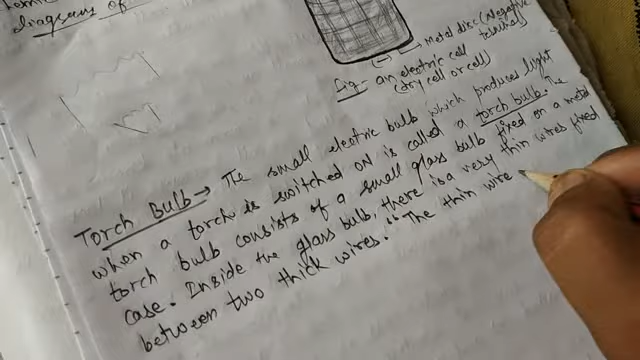 diagrams of
metal disc (Negative
terminal)
Fig - an electric cell
(dry cell or cell)
Torch Bulb → The small electric bulb which produced light
when a torch is switched ON is called a torch bulb. The
torch bulb consists of a small glass bulb fixed on a metal
case. Inside the glass bulb, there is a very thin wires fixed
between two thick wires. "The thin wire